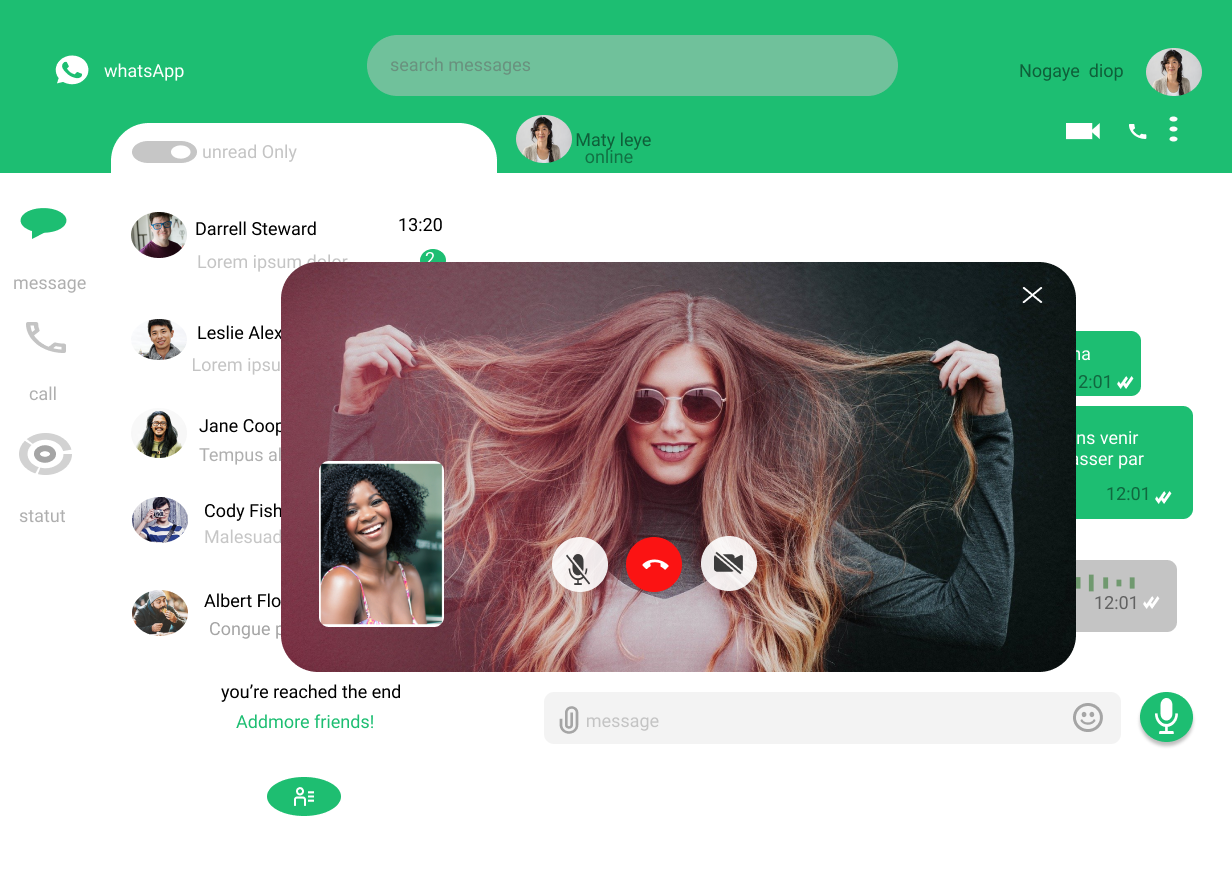 whatsApp
search messages
Nogaye diop
unread Only
Maty leye
online
message
call
statut
Darrell Steward
13:20
Lorem ipsum dolor
2
Leslie Alex
Lorem ipsu
Jane Coop
Tempus al
Cody Fish
Malesuad
Albert Flo
Congue p
you're reached the end
Addmore friends!
na
2:01
ns venir
asser par
12:01
12:01
message